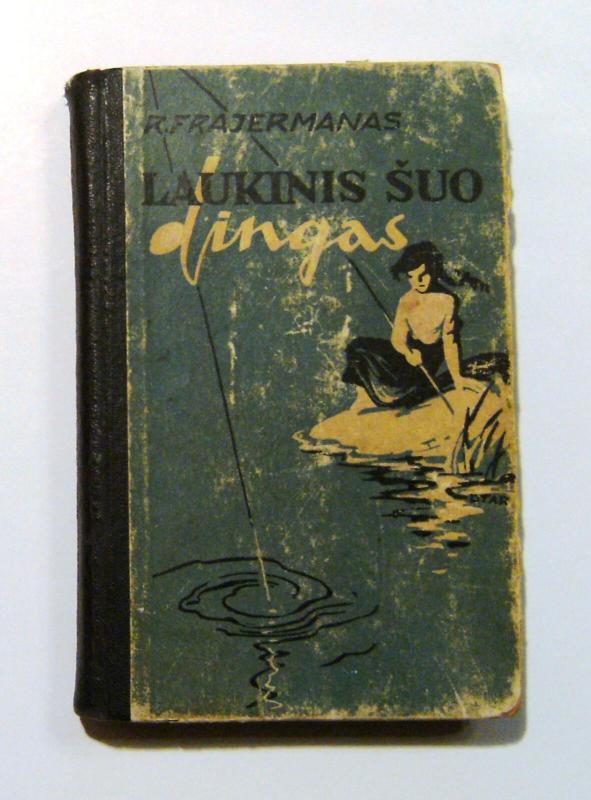 R. FRAJERMANAS
LAUKINIS ŠUO
dingas